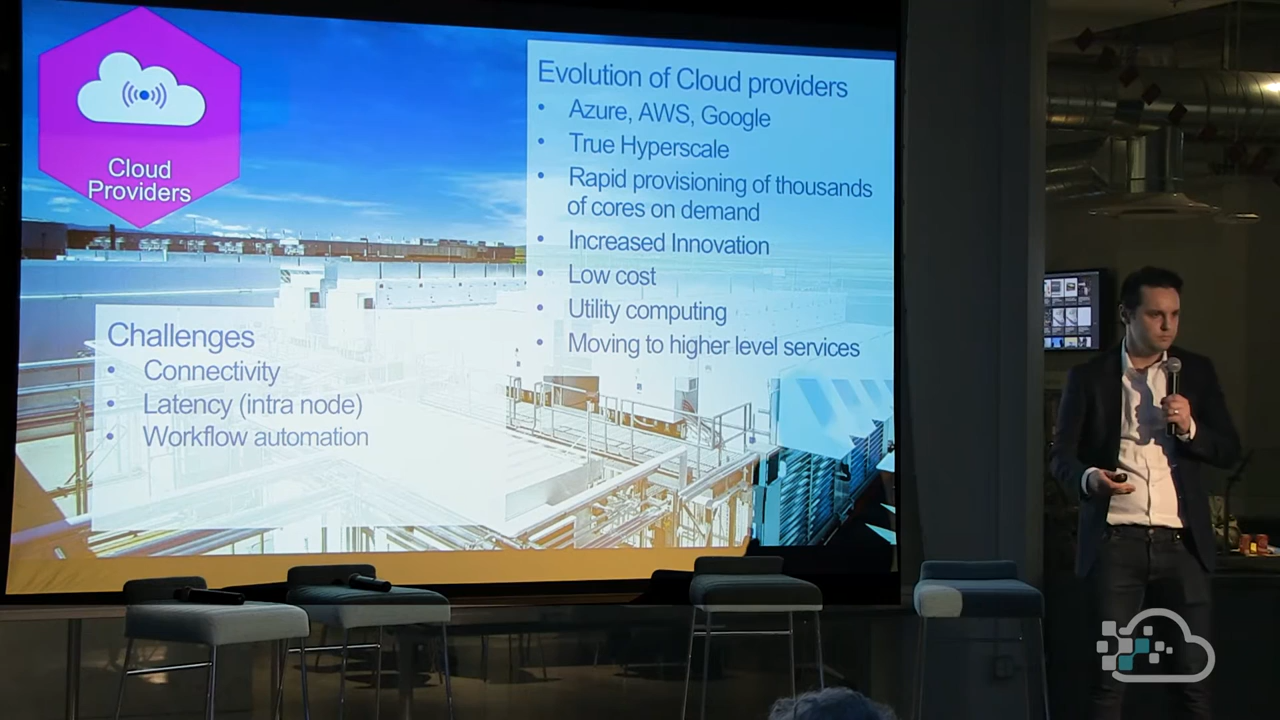 Cloud
Providers
Evolution of Cloud providers
• Azure, AWS, Google
• True Hyperscale
• Rapid provisioning of thousands
of cores on demand
• Increased Innovation
• Low cost
• Utility computing
• Moving to higher level services
Challenges
• Connectivity
• Latency (intra node)
• Workflow automation